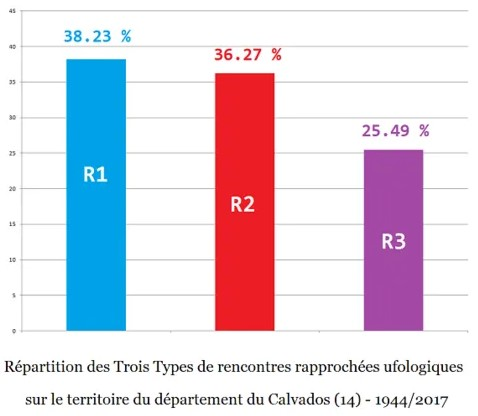 45
38.23 %
40
36.27 %
35
30
25.49 %
25
R1
R2
20
15
R3
10
5
0
Répartition des Trois Types de rencontres rapprochées ufologiques
sur le territoire du département du Calvados (14) - 1944/2017